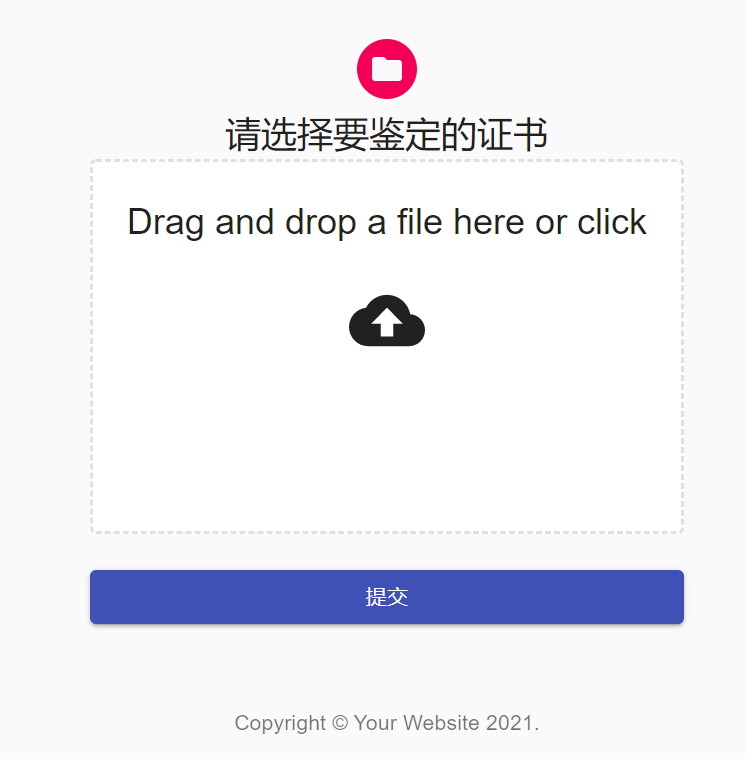 请选择要鉴定的证书
Drag and drop a file here or click
提交
Copyright © Your Website 2021.